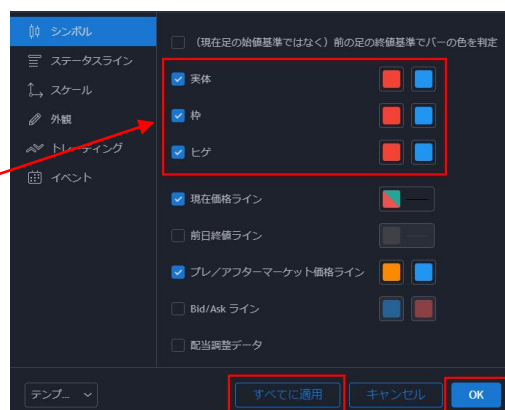 シンボル
ステータスライン
スケール
外観
トレーディング
イベント
（現在足の始値基準ではなく）前の足の終値基準でバーの色を判定
実体
枠
ヒゲ
現在価格ライン
前日終値ライン
プレ／アフターマーケット価格ライン
Bid/Ask ライン
配当調整データ
テンプ...
すべてに適用
キャンセル
OK